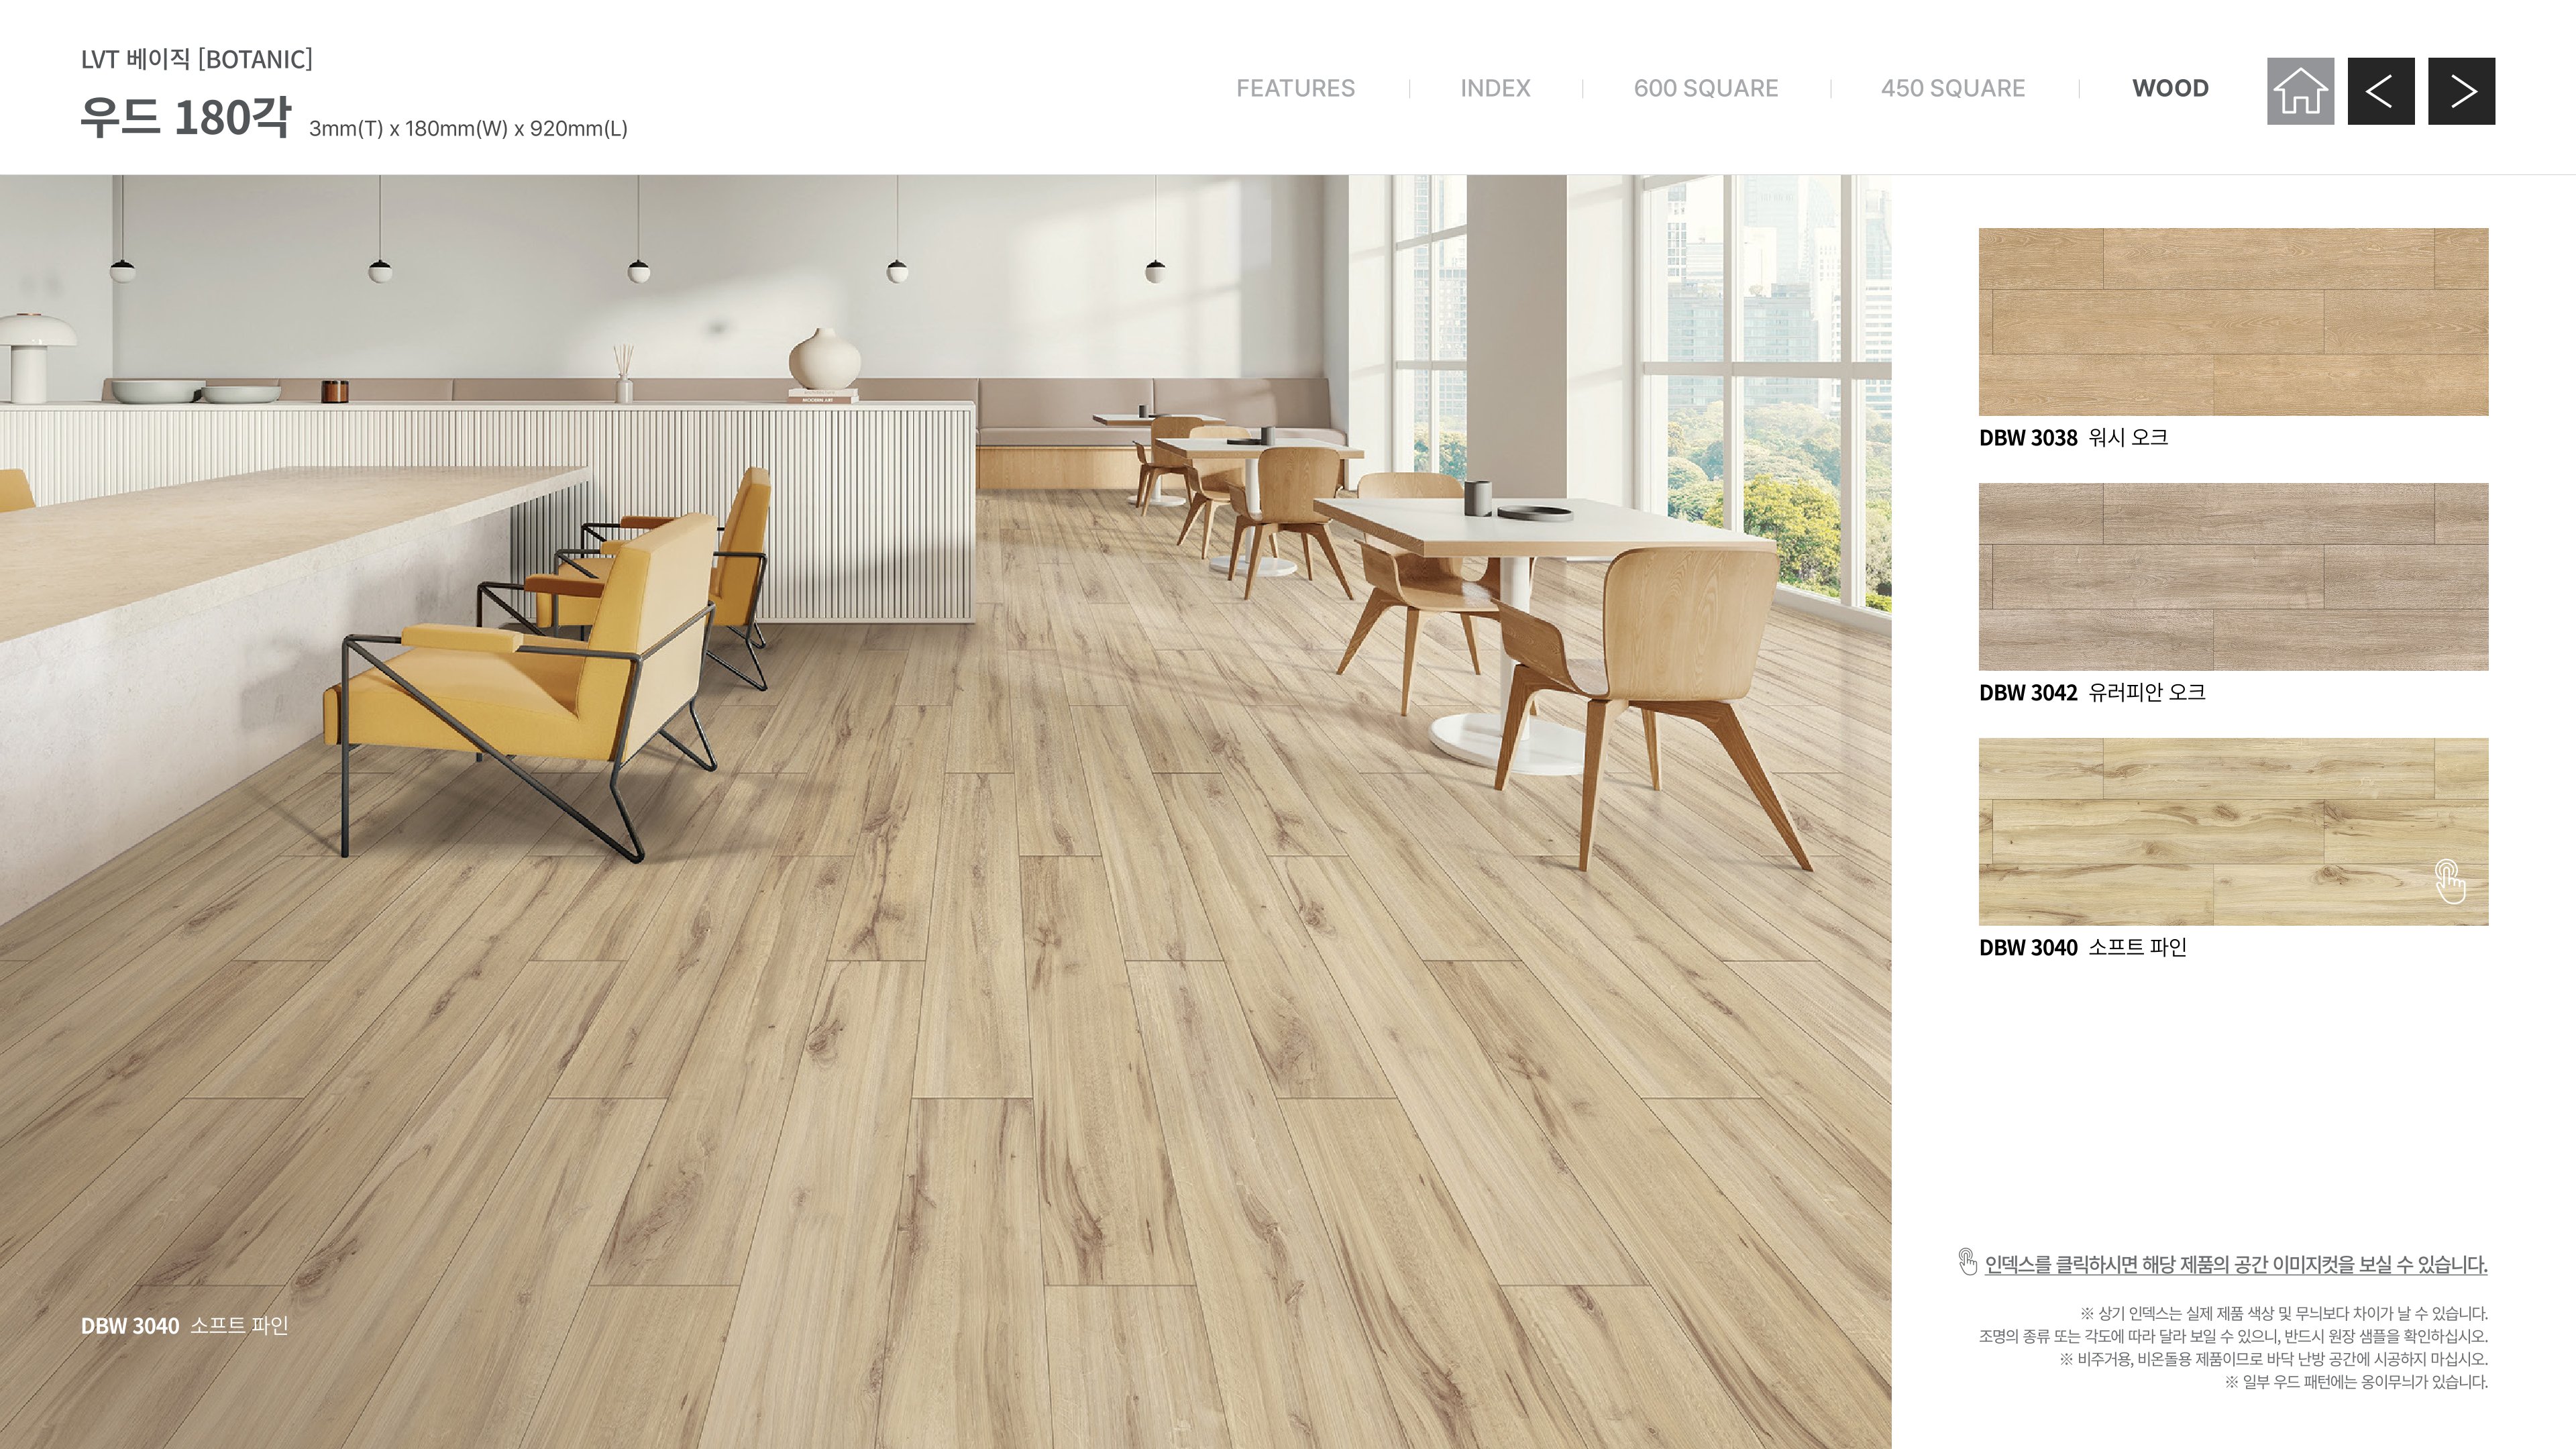 LVT 베이직 [BOTANIC]
우드 180각 3mm(T) x 180mm(W) x 920mm(L)
FEATURES
INDEX
600 SQUARE
450 SQUARE
WOOD
MODERN ART
DBW 3038 워시 오크
DBW 3042 유러피안 오크
DBW 3040 소프트 파인
DBW 3040 소프트 파인
인덱스를 클릭하시면 해당 제품의 공간 이미지컷을 보실 수 있습니다.
※ 상기 인덱스는 실제 제품 색상 및 무늬보다 차이가 날 수 있습니다.
조명의 종류 또는 각도에 따라 달라 보일 수 있으니, 반드시 원장 샘플을 확인하십시오.
※ 비주거용, 비온돌용 제품이므로 바닥 난방 공간에 시공하지 마십시오.
※ 일부 우드 패턴에는 옹이무늬가 있습니다.